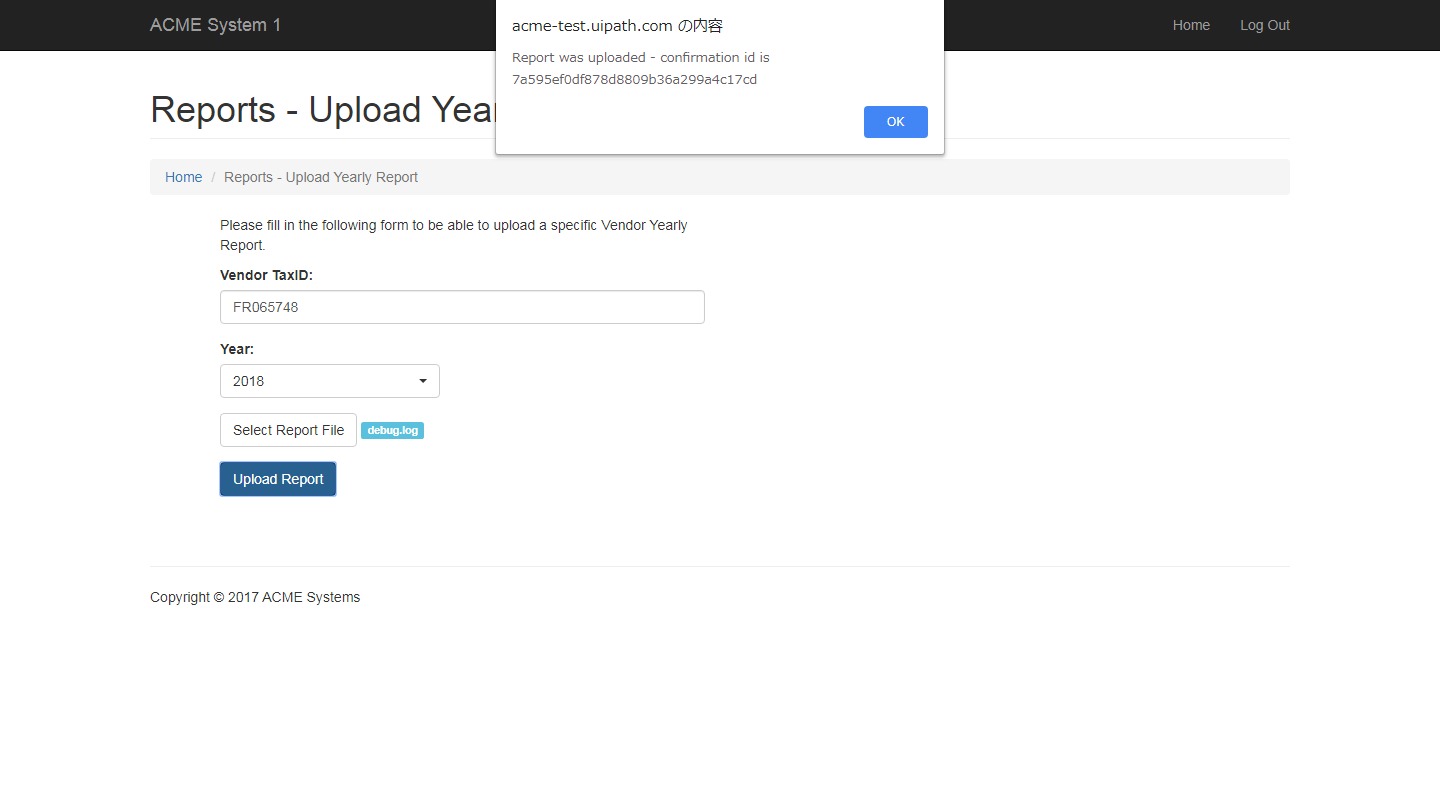 ACME System 1
Home
Log Out
acme-test.uipath.com の内容
Report was uploaded - confirmation id is
7a595ef0df878d8809b36a299a4c17cd
OK
Reports - Upload Year
Home / Reports - Upload Yearly Report
Please fill in the following form to be able to upload a specific Vendor Yearly
Report.
Vendor TaxID:
FR065748
Year:
2018
Select Report File debug.log
Upload Report
Copyright © 2017 ACME Systems